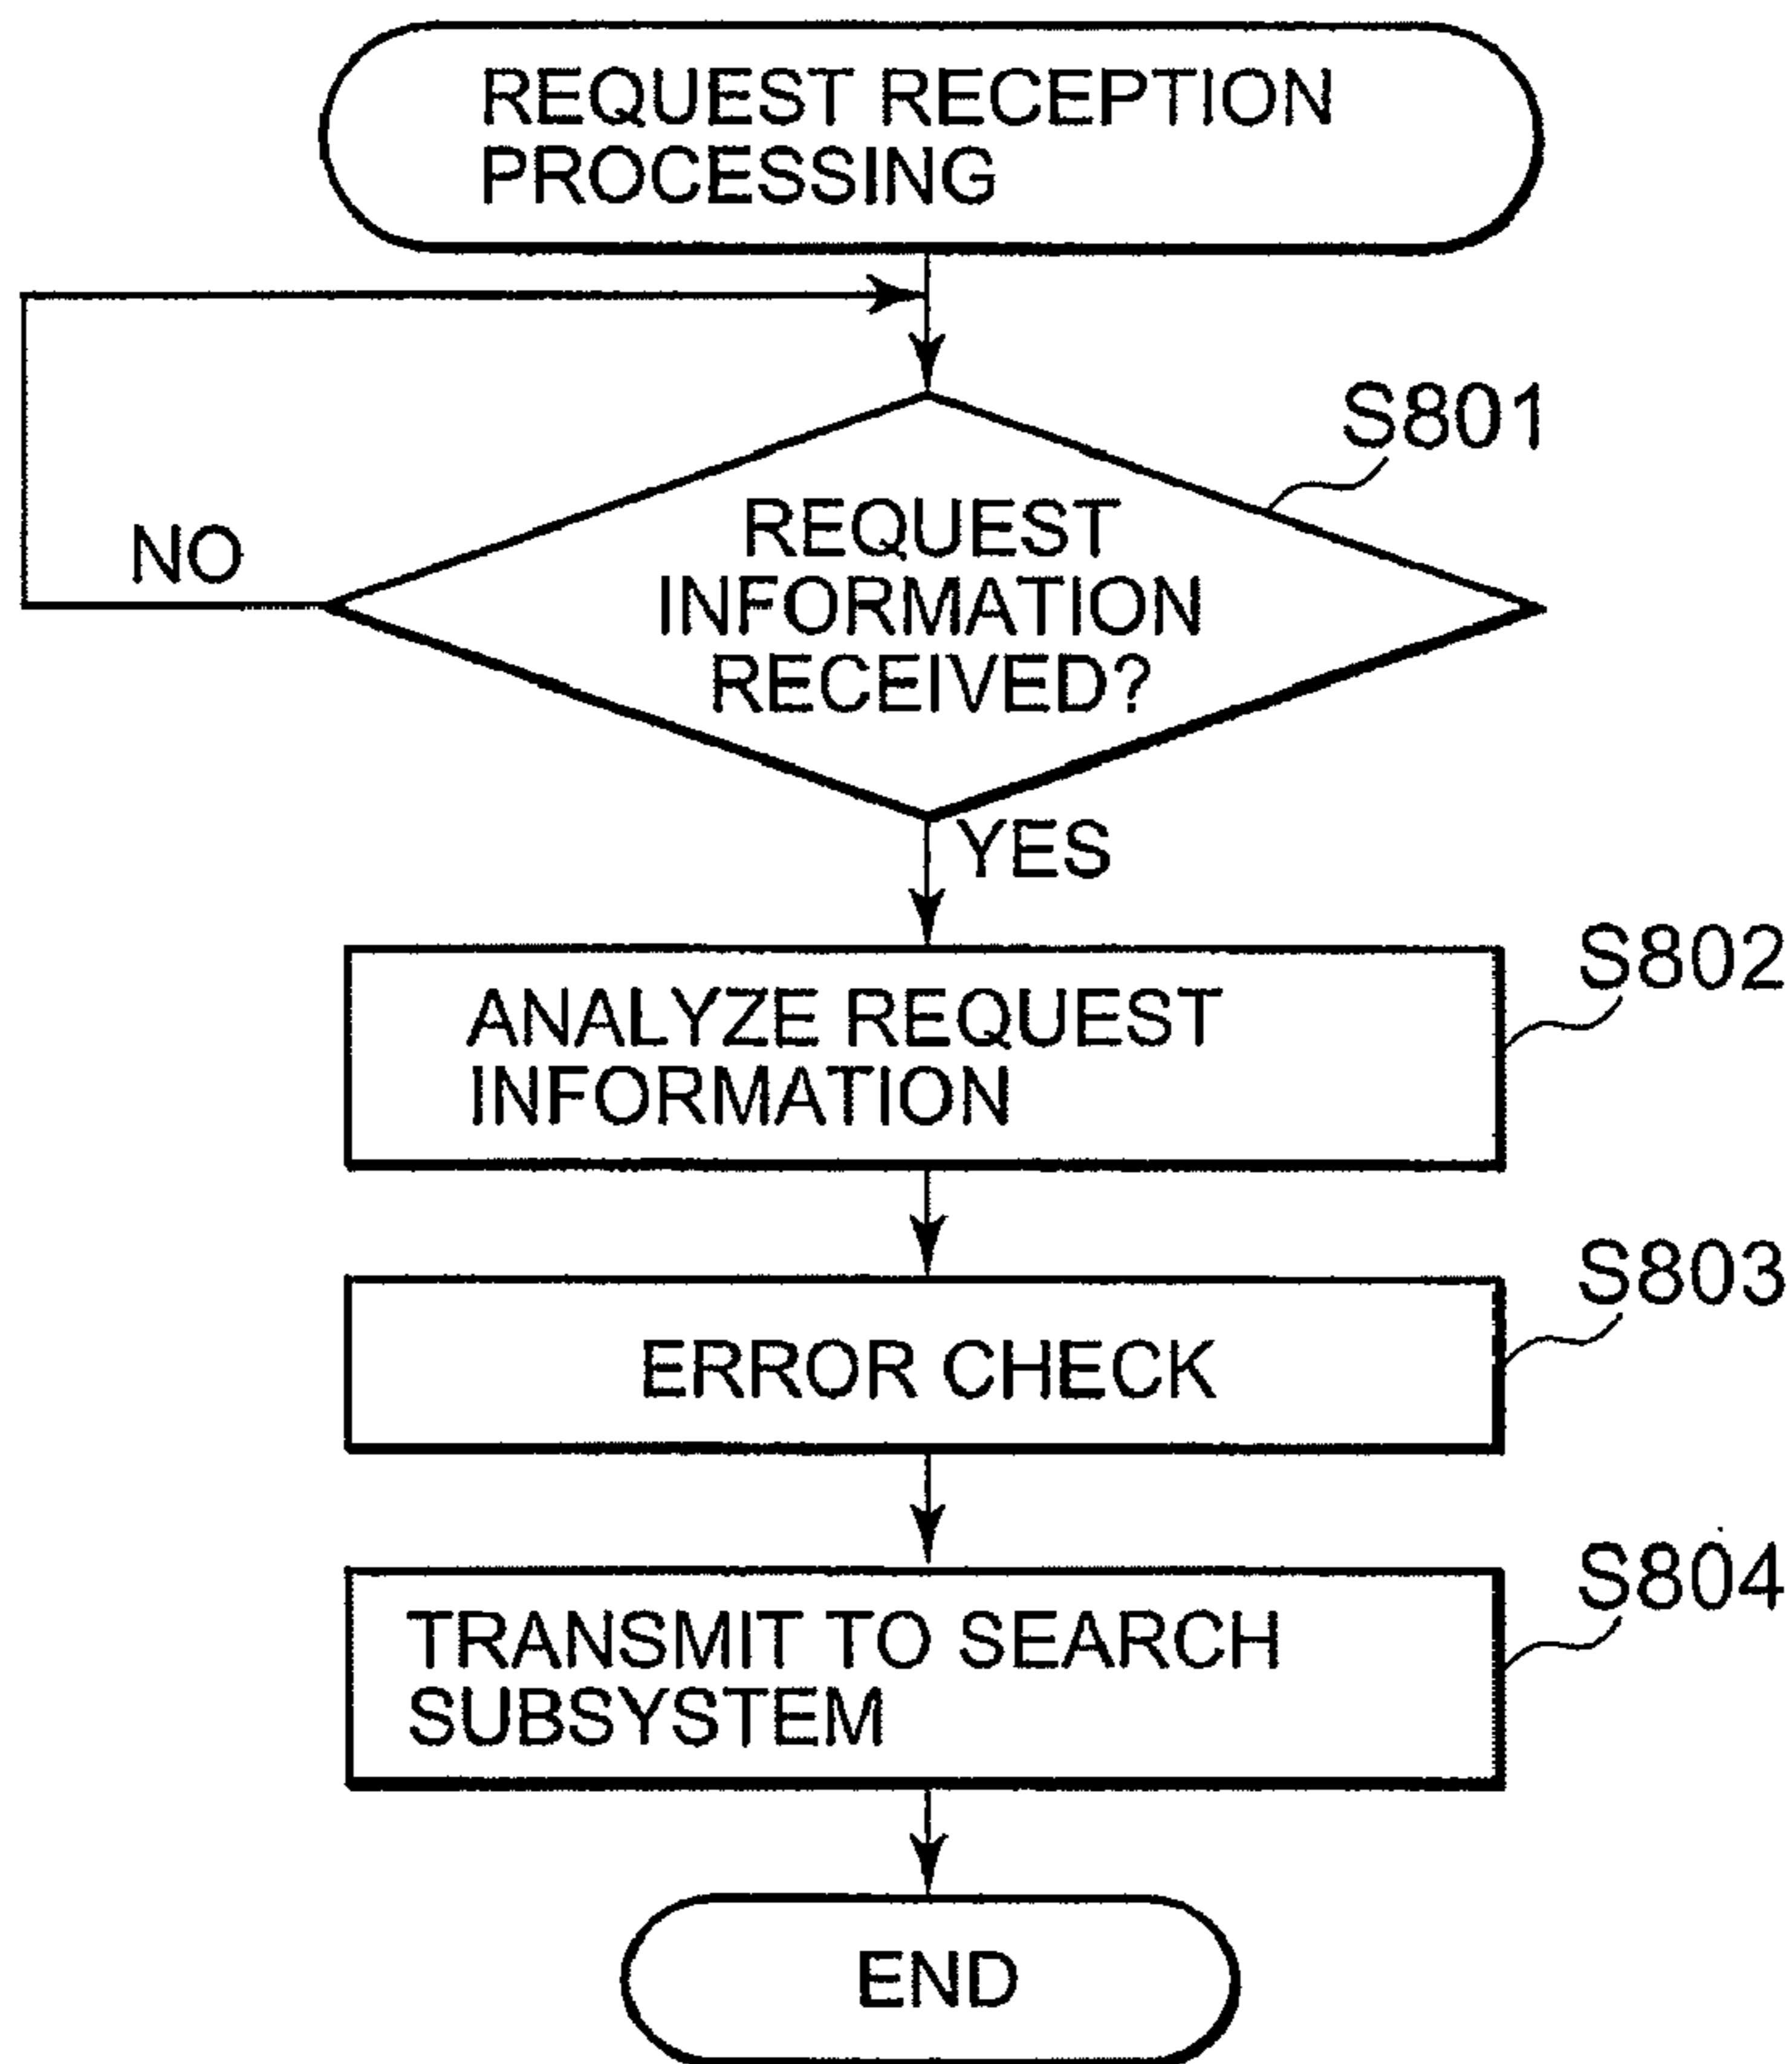 REQUEST RECEPTION
PROCESSING
S801
REQUEST
INFORMATION
RECEIVED?
NO
YES
S802
ANALYZE REQUEST
INFORMATION
S803
ERROR CHECK
S804
TRANSMIT TO SEARCH
SUBSYSTEM
END